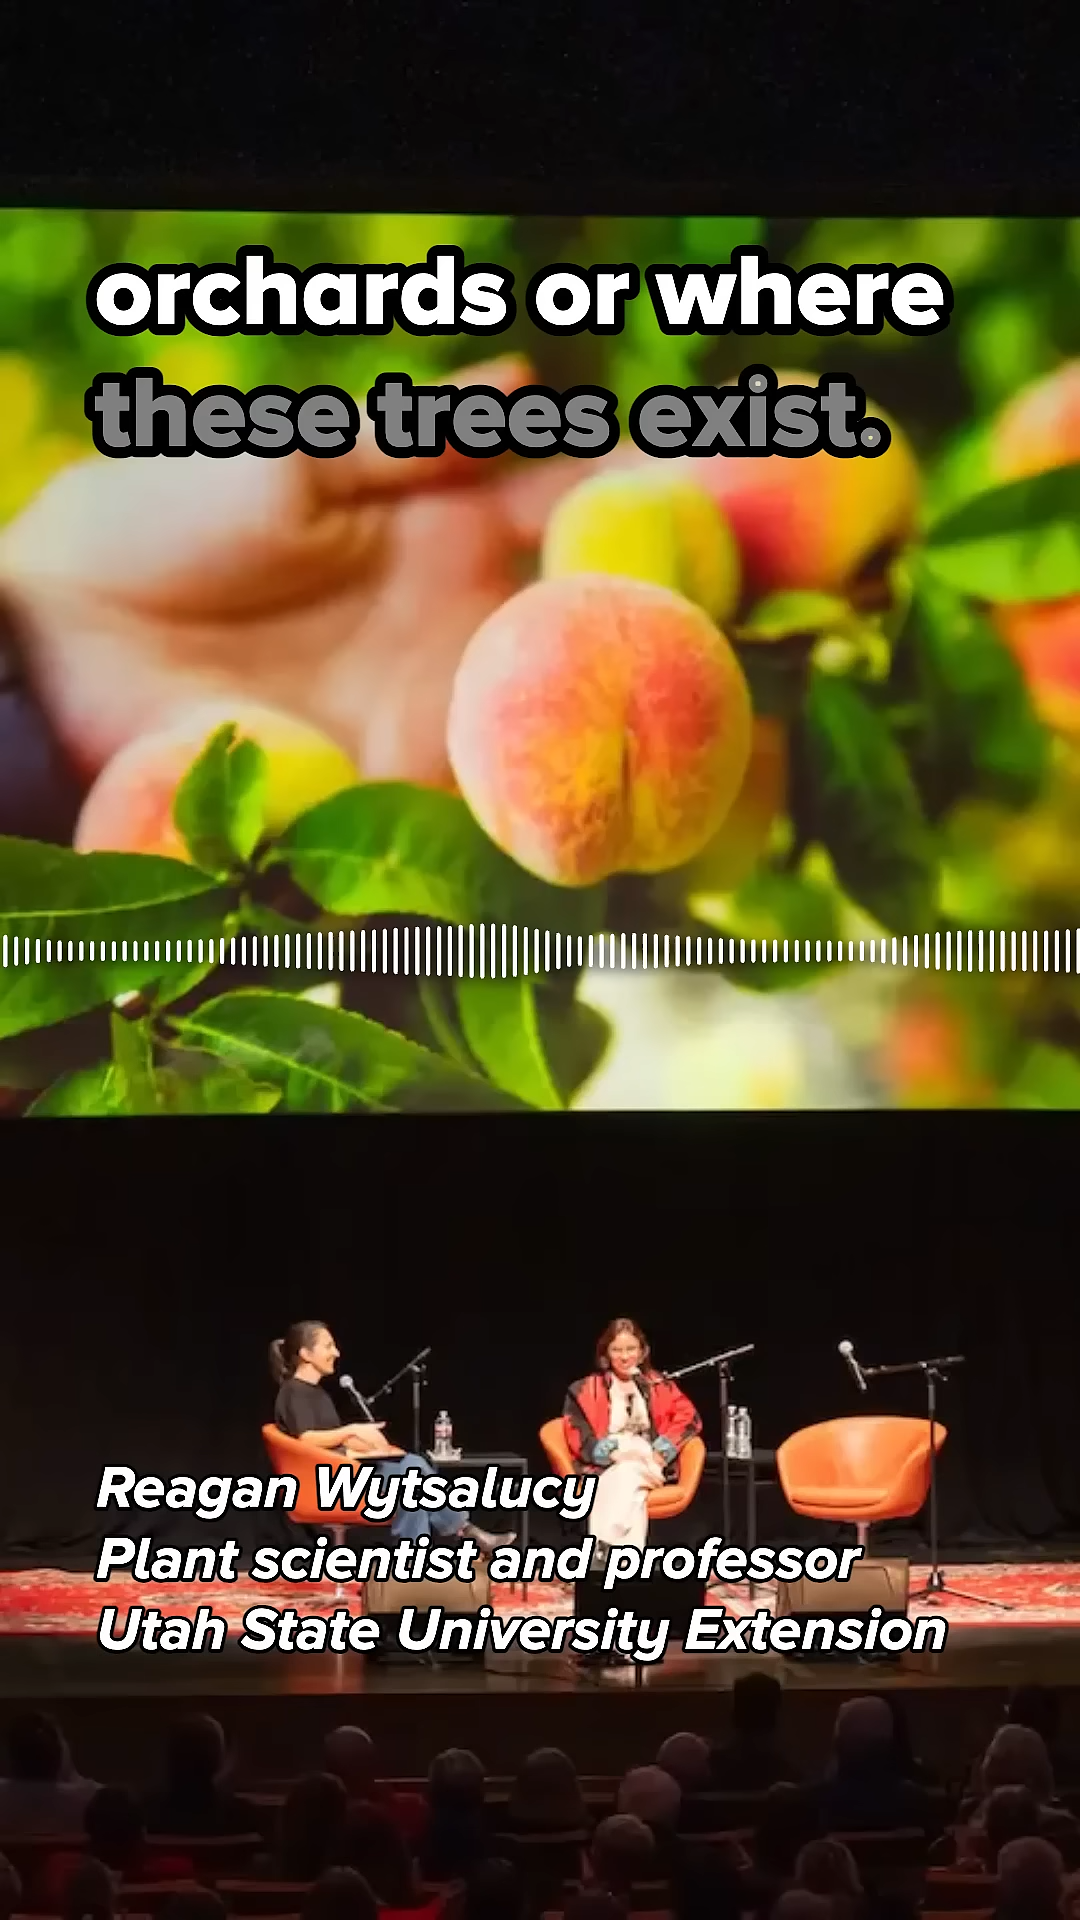 orchards or where
these trees exist.
Reagan Wytsalucy
Plant scientist and professor
Utah State University Extension